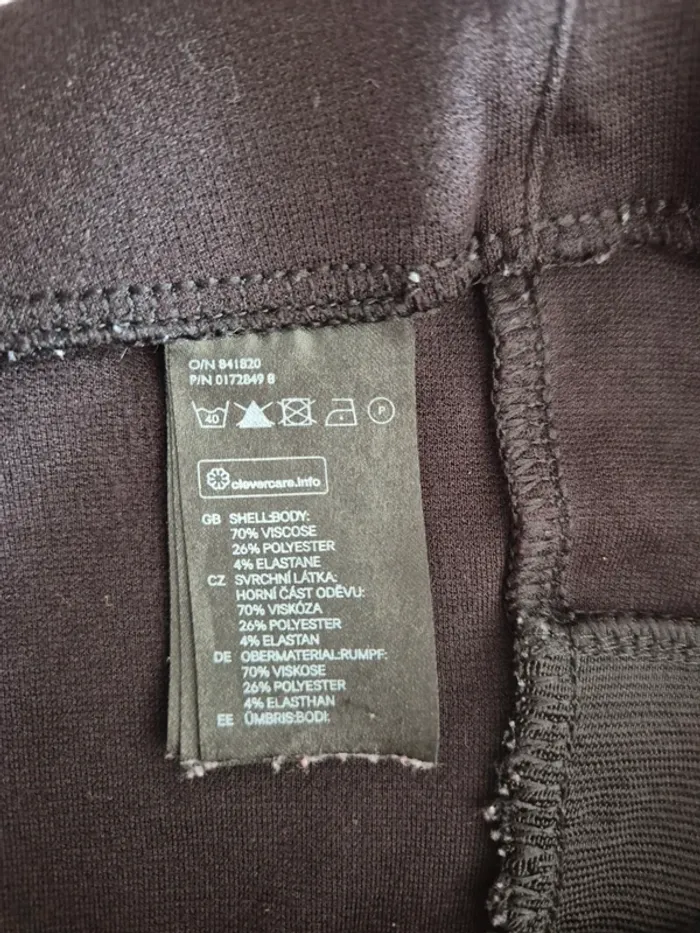 O/N 841820
P/N 0172849 8
40 P
clevercare.info
GB SHELL:BODY:
70% VISCOSE
26% POLYESTER
4% ELASTANE
CZ SVRCHNÍ LÁTKA:
HORNÍ ČÁST ODĚVU:
70% VISKÓZA
26% POLYESTER
4% ELASTAN
DE OBERMATERIAL:RUMPF:
70% VISKOSE
26% POLYESTER
4% ELASTHAN
EE ÜMBRIS:BODI: